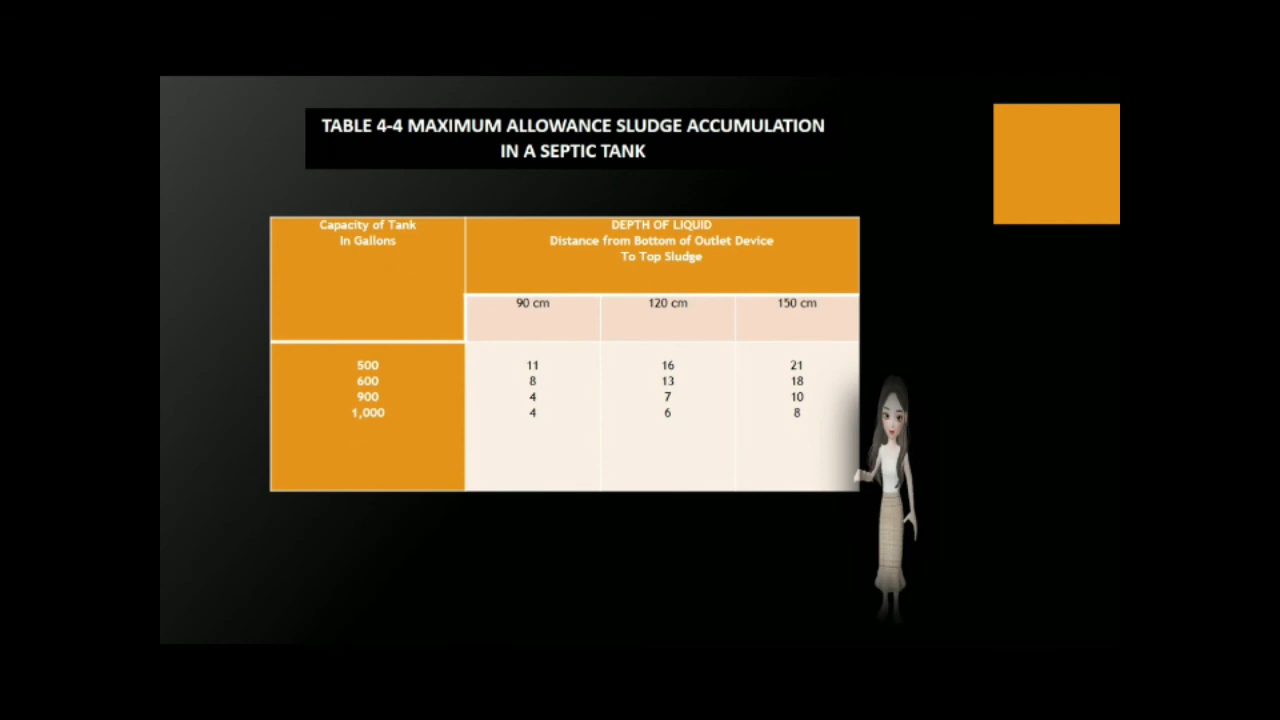 TABLE 4-4 MAXIMUM ALLOWANCE SLUDGE ACCUMULATION
IN A SEPTIC TANK
Capacity of Tank
In Gallons
DEPTH OF LIQUID
Distance from Bottom of Outlet Device
To Top Sludge
90 cm 120 cm 150 cm
500 11 16 21
600 8 13 18
900 4 7 10
1,000 4 6 8